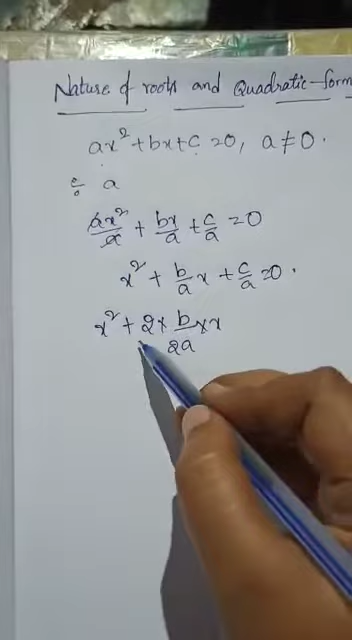 Nature of roots and Quadratic-form
ax² + bx + c = 0, a ≠ 0.
÷ a
ax²/a + bx/a + c/a = 0
x² + b/a x + c/a = 0.
x² + 2 × b/2a × x